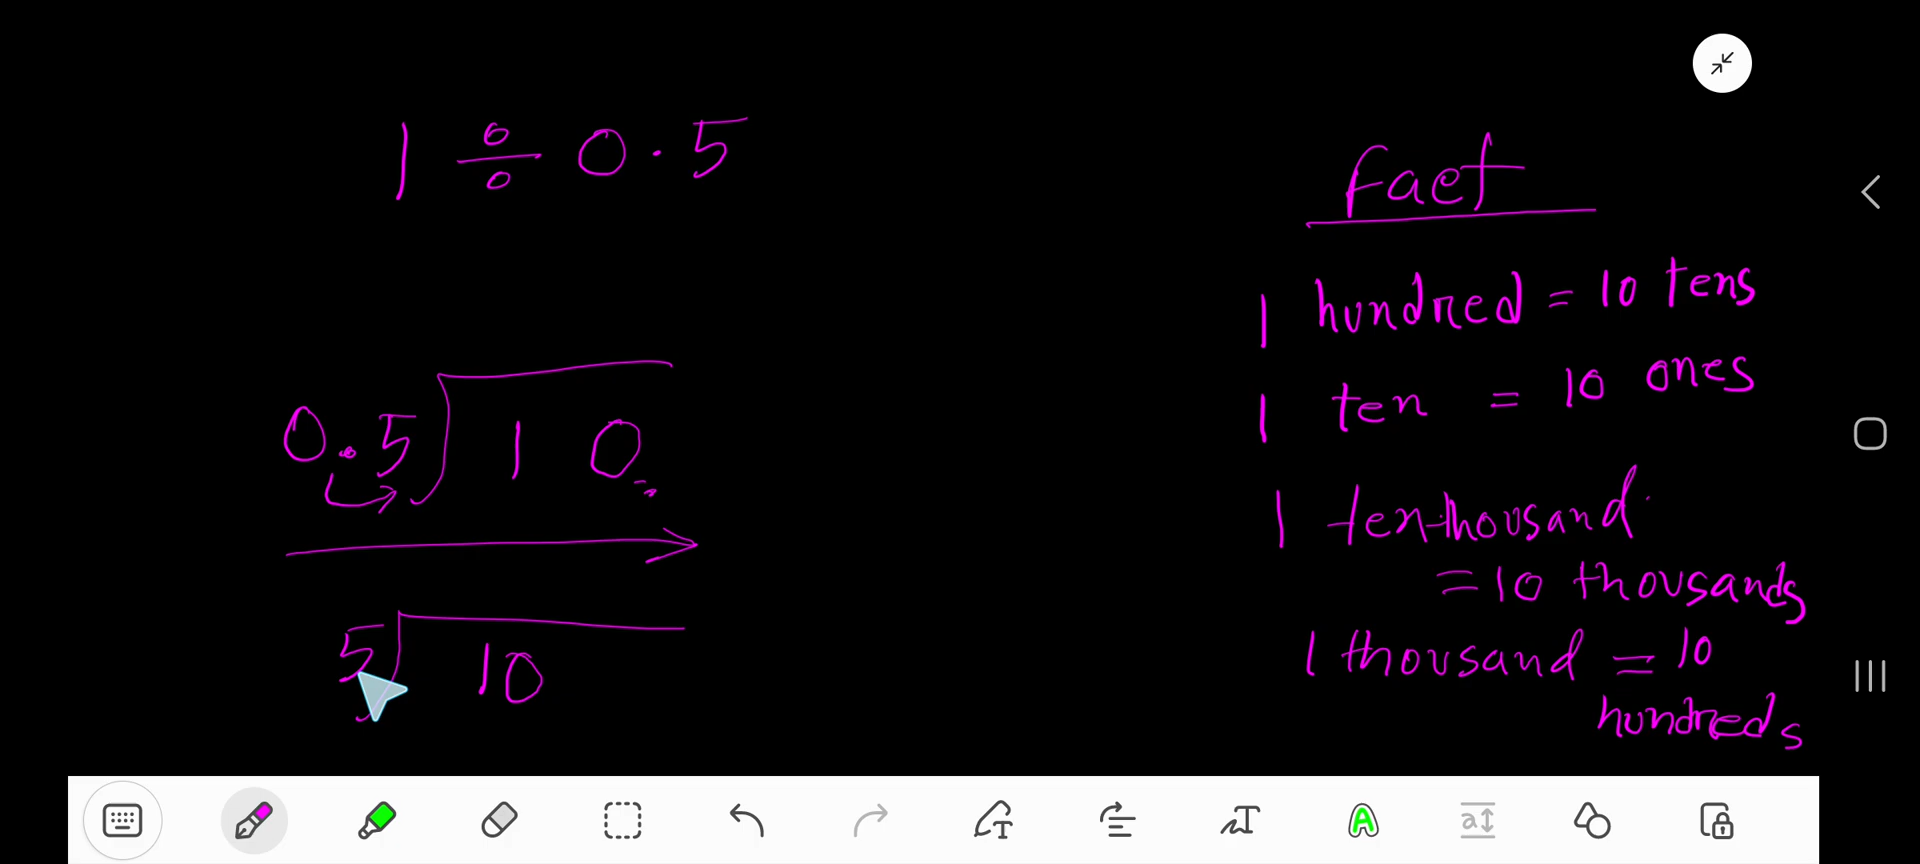 1 ÷ 0.5
0.5 1 0
5 10
fact
1 hundred = 10 tens
1 ten = 10 ones
1 ten-thousand
= 10 thousands
1 thousand = 10
hundreds